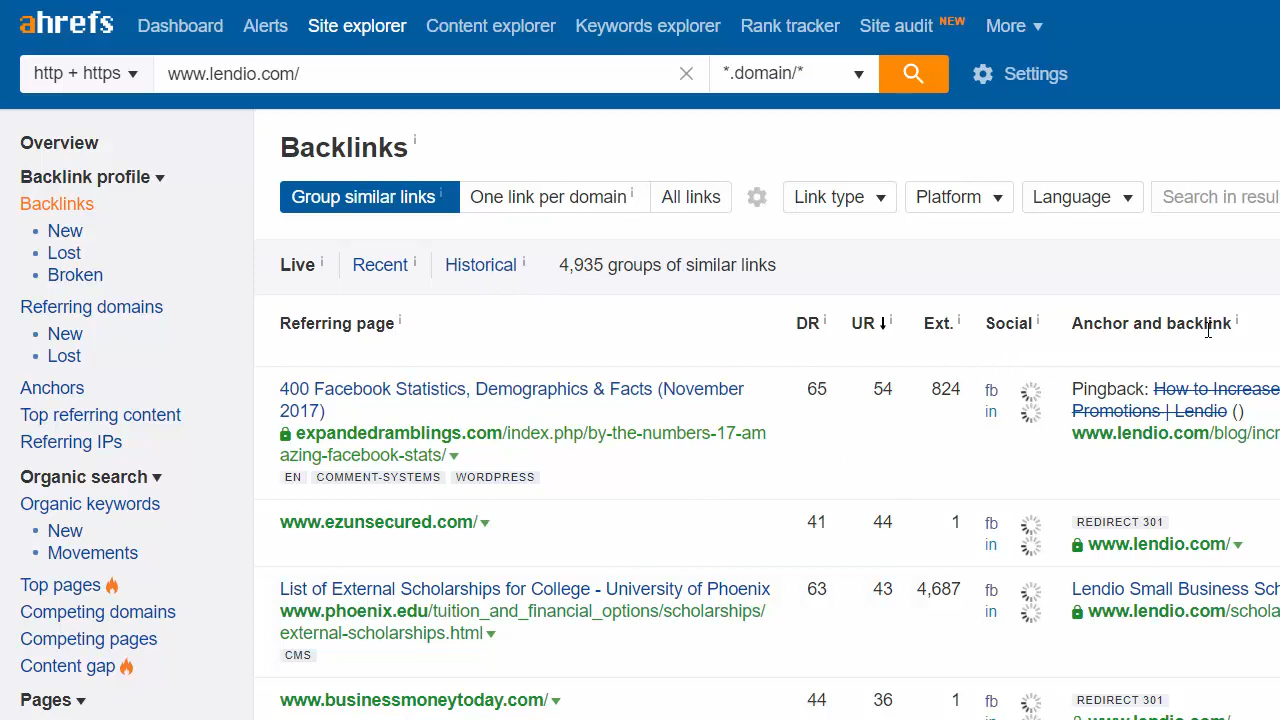 ahrefs Dashboard Alerts Site explorer Content explorer Keywords explorer Rank tracker Site audit NEW More
http + https www.lendio.com/ *.domain/* Settings
Overview
Backlink profile
Backlinks
New
Lost
Broken
Referring domains
New
Lost
Anchors
Top referring content
Referring IPs
Organic search
Organic keywords
New
Movements
Top pages
Competing domains
Competing pages
Content gap
Pages
Backlinks i
Group similar links i One link per domain i All links Link type Platform Language Search in resul
Live i Recent i Historical i 4,935 groups of similar links
Referring page i DR i UR i Ext. i Social i Anchor and backlink i
400 Facebook Statistics, Demographics & Facts (November 65 54 824 fb Pingback: How to Increase
2017) in Promotions | Lendio ()
expandedramblings.com/index.php/by-the-numbers-17-am www.lendio.com/blog/incr
azing-facebook-stats/
EN COMMENT-SYSTEMS WORDPRESS
www.ezunsecured.com/ 41 44 1 fb REDIRECT 301
in www.lendio.com/
List of External Scholarships for College - University of Phoenix 63 43 4,687 fb Lendio Small Business Sch
www.phoenix.edu/tuition_and_financial_options/scholarships/ in www.lendio.com/schola
external-scholarships.html
CMS
www.businessmoneytoday.com/ 44 36 1 fb REDIRECT 301
www.lendio.com/